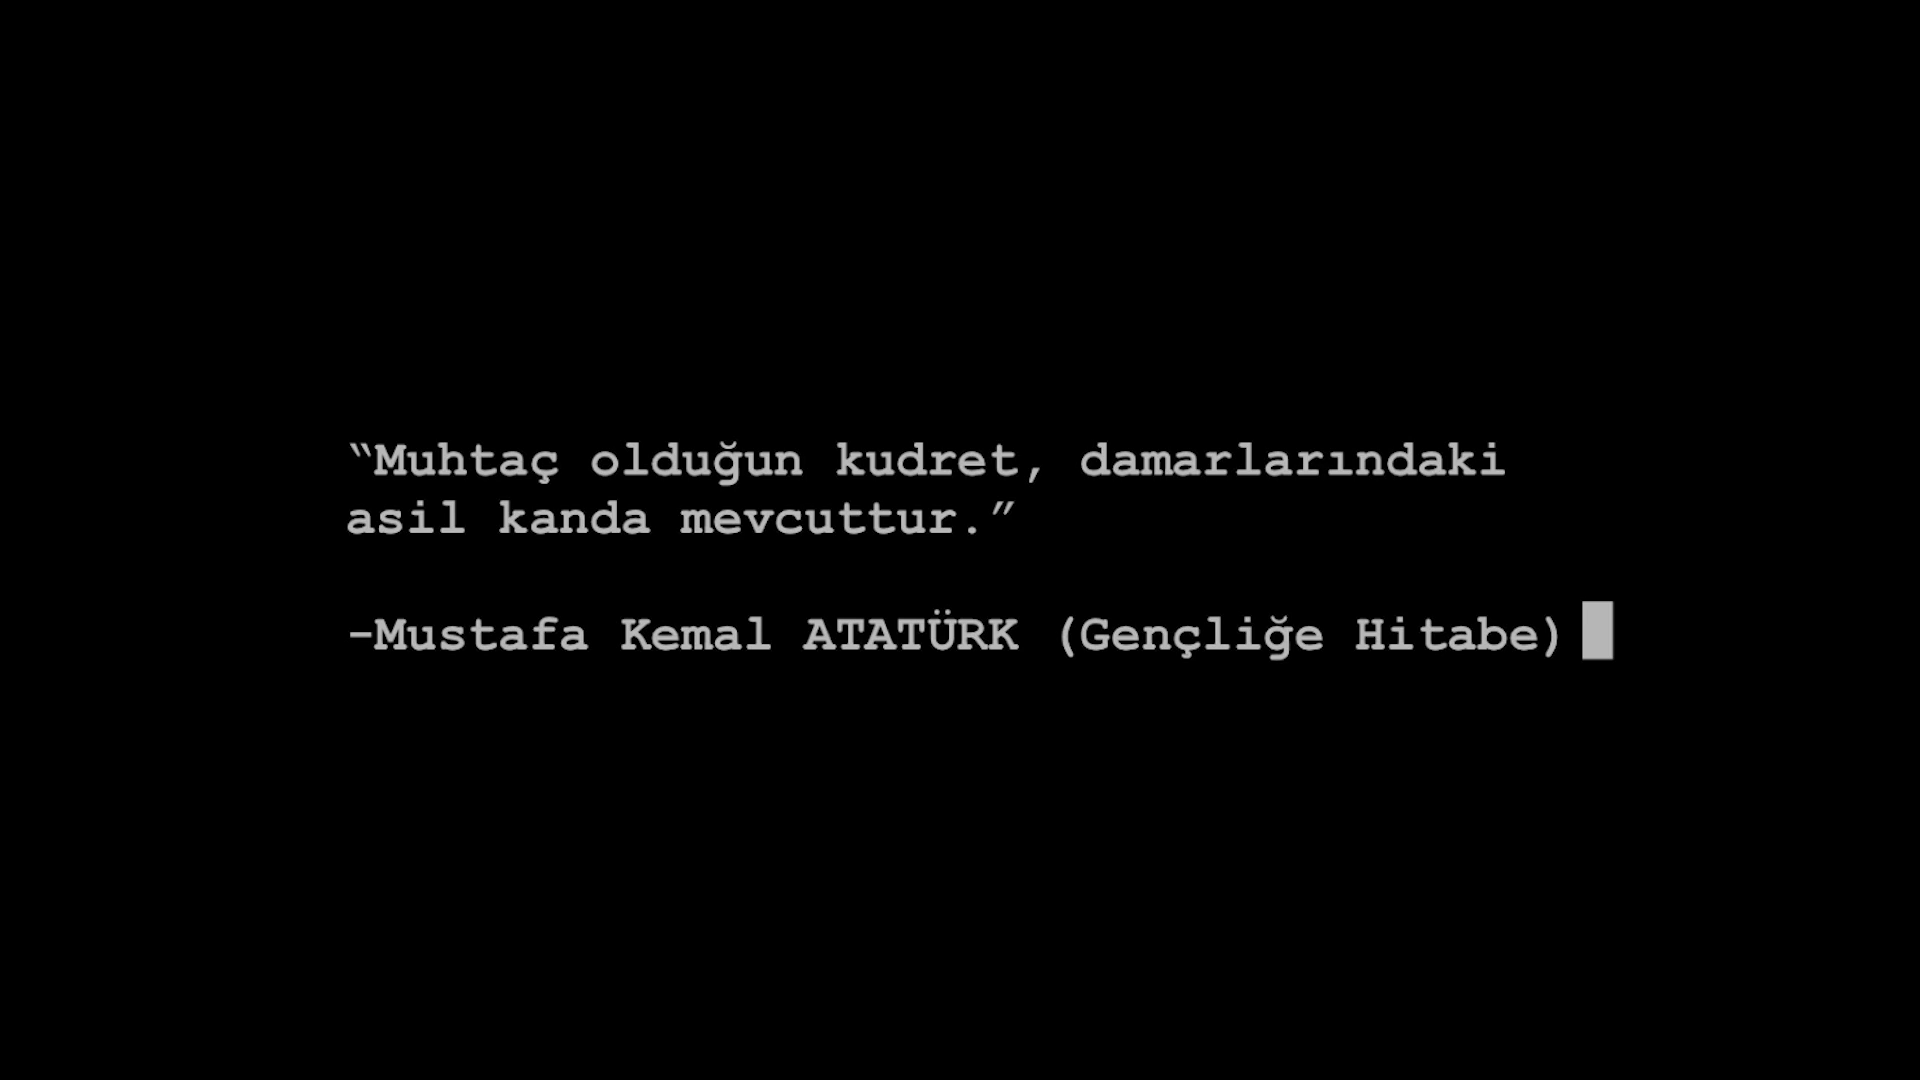 “Muhtaç olduğun kudret, damarlarındaki
asil kanda mevcuttur.”
-Mustafa Kemal ATATÜRK (Gençliğe Hitabe)